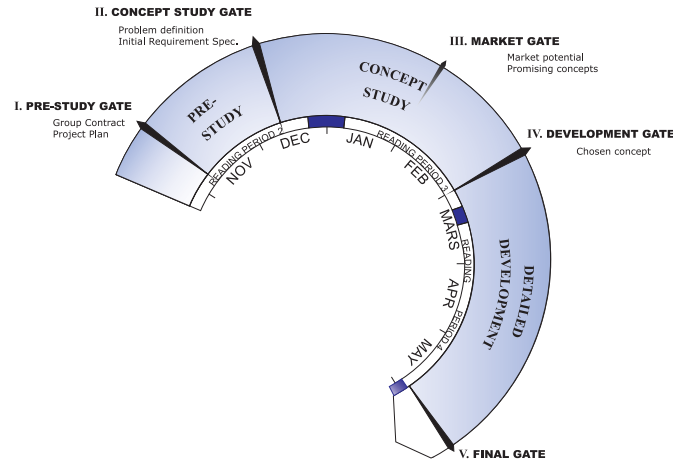 II. CONCEPT STUDY GATE
Problem definition
Initial Requirement Spec.
III. MARKET GATE
Market potential
Promising concepts
I. PRE-STUDY GATE
Group Contract
Project Plan
IV. DEVELOPMENT GATE
Chosen concept
PRE-
STUDY
CONCEPT
STUDY
DETAILED
DEVELOPMENT
READING PERIOD 2
READING PERIOD 3
READING PERIOD 4
NOV
DEC
JAN
FEB
MARS
APR
MAY
V. FINAL GATE